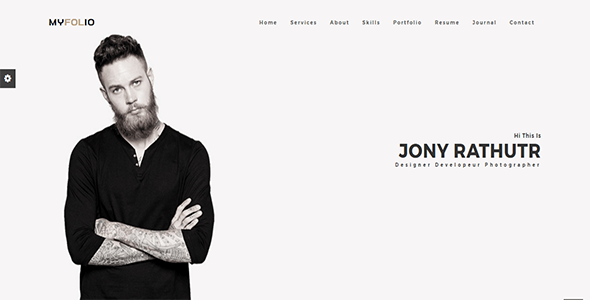 MYFOLIO
Home Services About Skills Portfolio Resume Journal Contact
Hi This Is
JONY RATHUTR
Designer Developeur Photographer